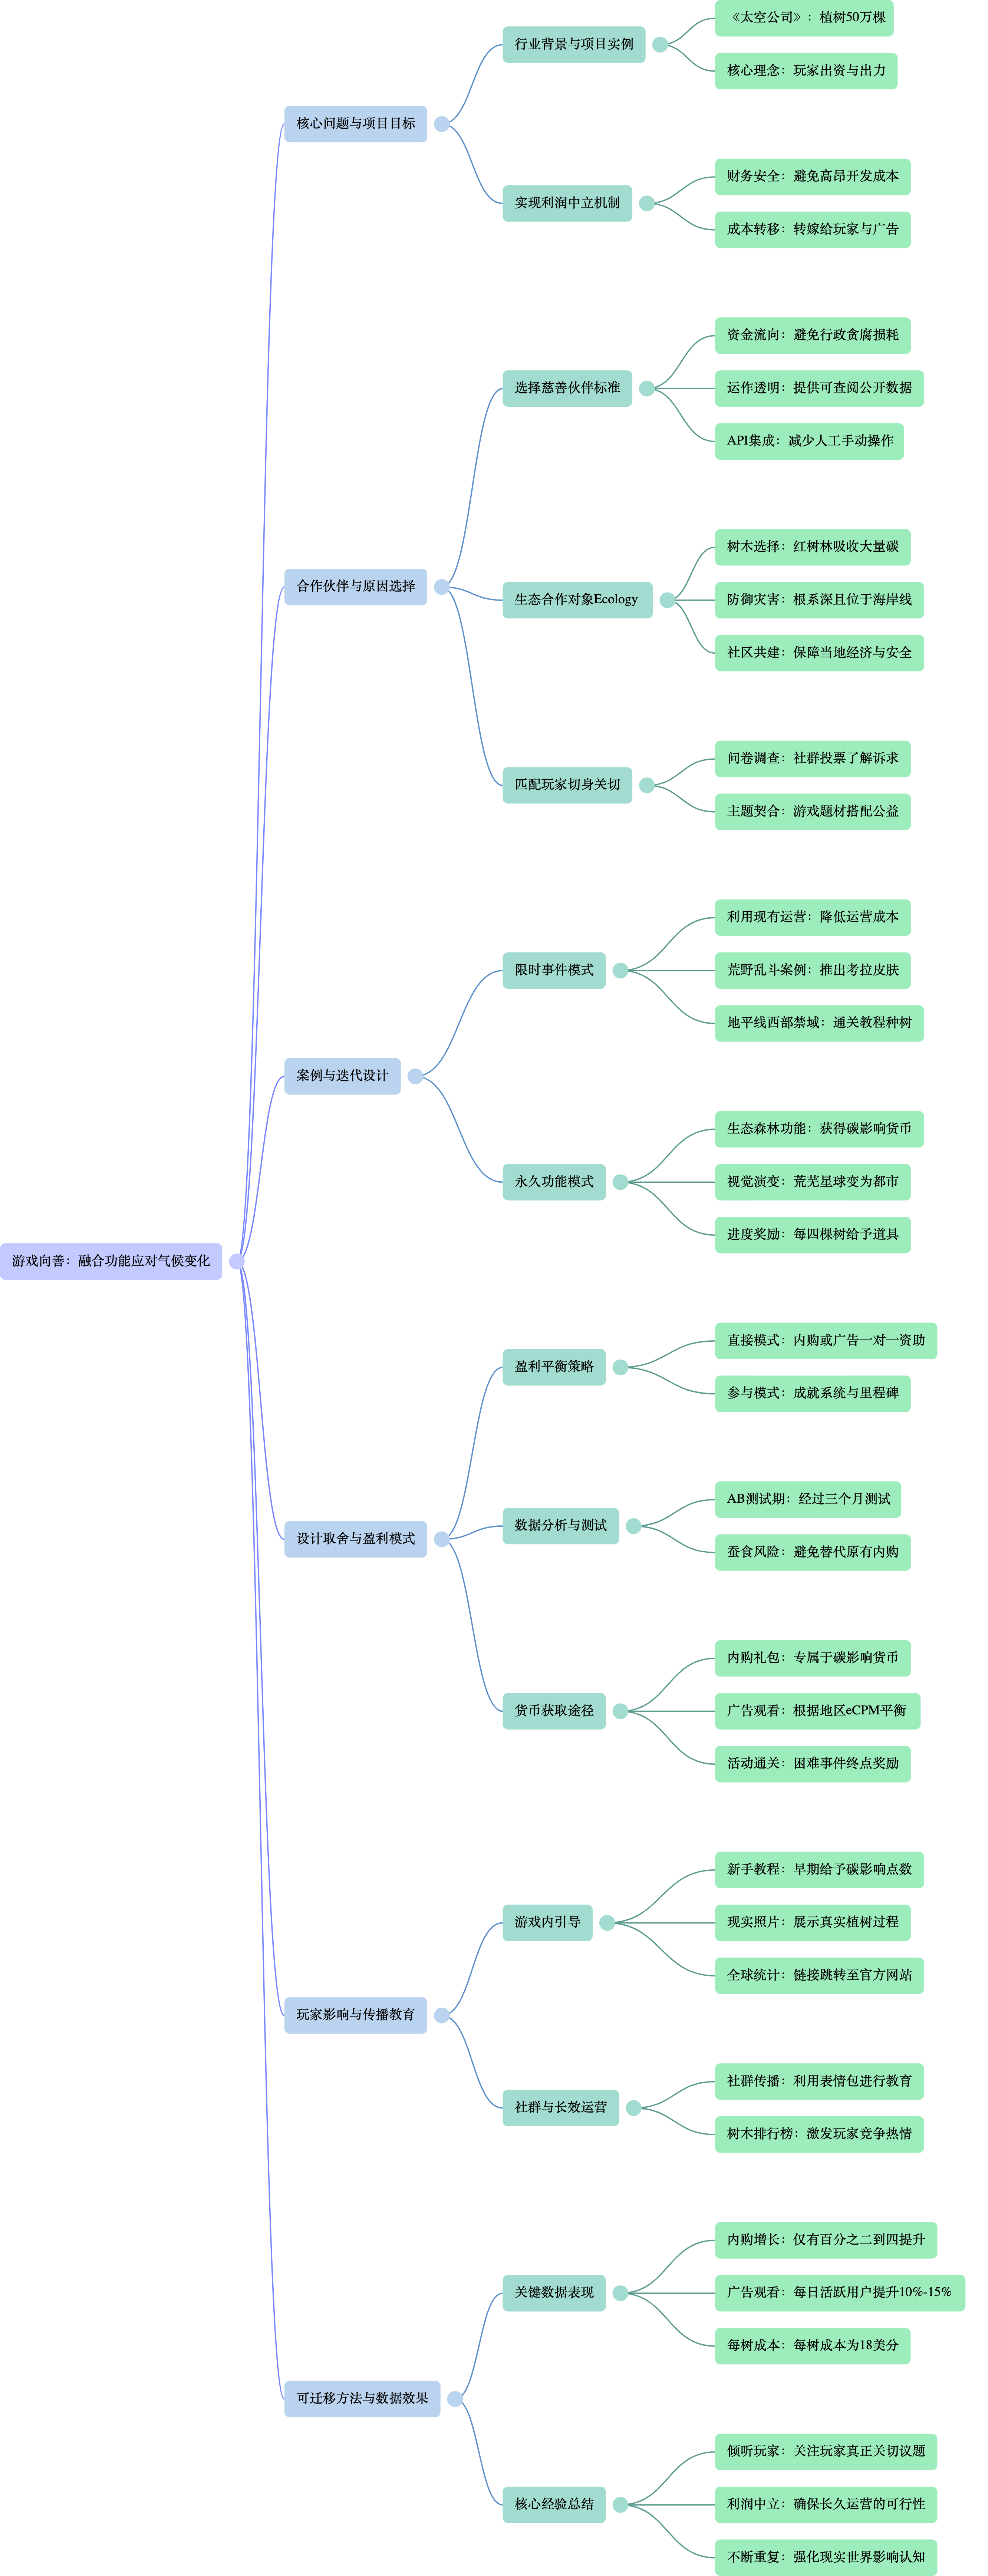 游戏向善：融合功能应对气候变化
核心问题与项目目标
行业背景与项目实例
《太空公司》：植树50万棵
核心理念：玩家出资与出力
实现利润中立机制
财务安全：避免高昂开发成本
成本转移：转嫁给玩家与广告
合作伙伴与原因选择
选择慈善伙伴标准
资金流向：避免行政贪腐损耗
运作透明：提供可查阅公开数据
API集成：减少人工手动操作
生态合作对象Ecology
树木选择：红树林吸收大量碳
防御灾害：根系深且位于海岸线
社区共建：保障当地经济与安全
匹配玩家切身关切
问卷调查：社群投票了解诉求
主题契合：游戏题材搭配公益
案例与迭代设计
限时事件模式
利用现有运营：降低运营成本
荒野乱斗案例：推出考拉皮肤
地平线西部禁域：通关教程种树
永久功能模式
生态森林功能：获得碳影响货币
视觉演变：荒芜星球变为都市
进度奖励：每四棵树给予道具
设计取舍与盈利模式
盈利平衡策略
直接模式：内购或广告一对一资助
参与模式：成就系统与里程碑
数据分析与测试
AB测试期：经过三个月测试
蚕食风险：避免替代原有内购
货币获取途径
内购礼包：专属于碳影响货币
广告观看：根据地区eCPM平衡
活动通关：困难事件终点奖励
玩家影响与传播教育
游戏内引导
新手教程：早期给予碳影响点数
现实照片：展示真实植树过程
全球统计：链接跳转至官方网站
社群与长效运营
社群传播：利用表情包进行教育
树木排行榜：激发玩家竞争热情
可迁移方法与数据效果
关键数据表现
内购增长：仅有百分之二到四提升
广告观看：每日活跃用户提升10%-15%
每树成本：每树成本为18美分
核心经验总结
倾听玩家：关注玩家真正关切议题
利润中立：确保长久运营的可行性
不断重复：强化现实世界影响认知